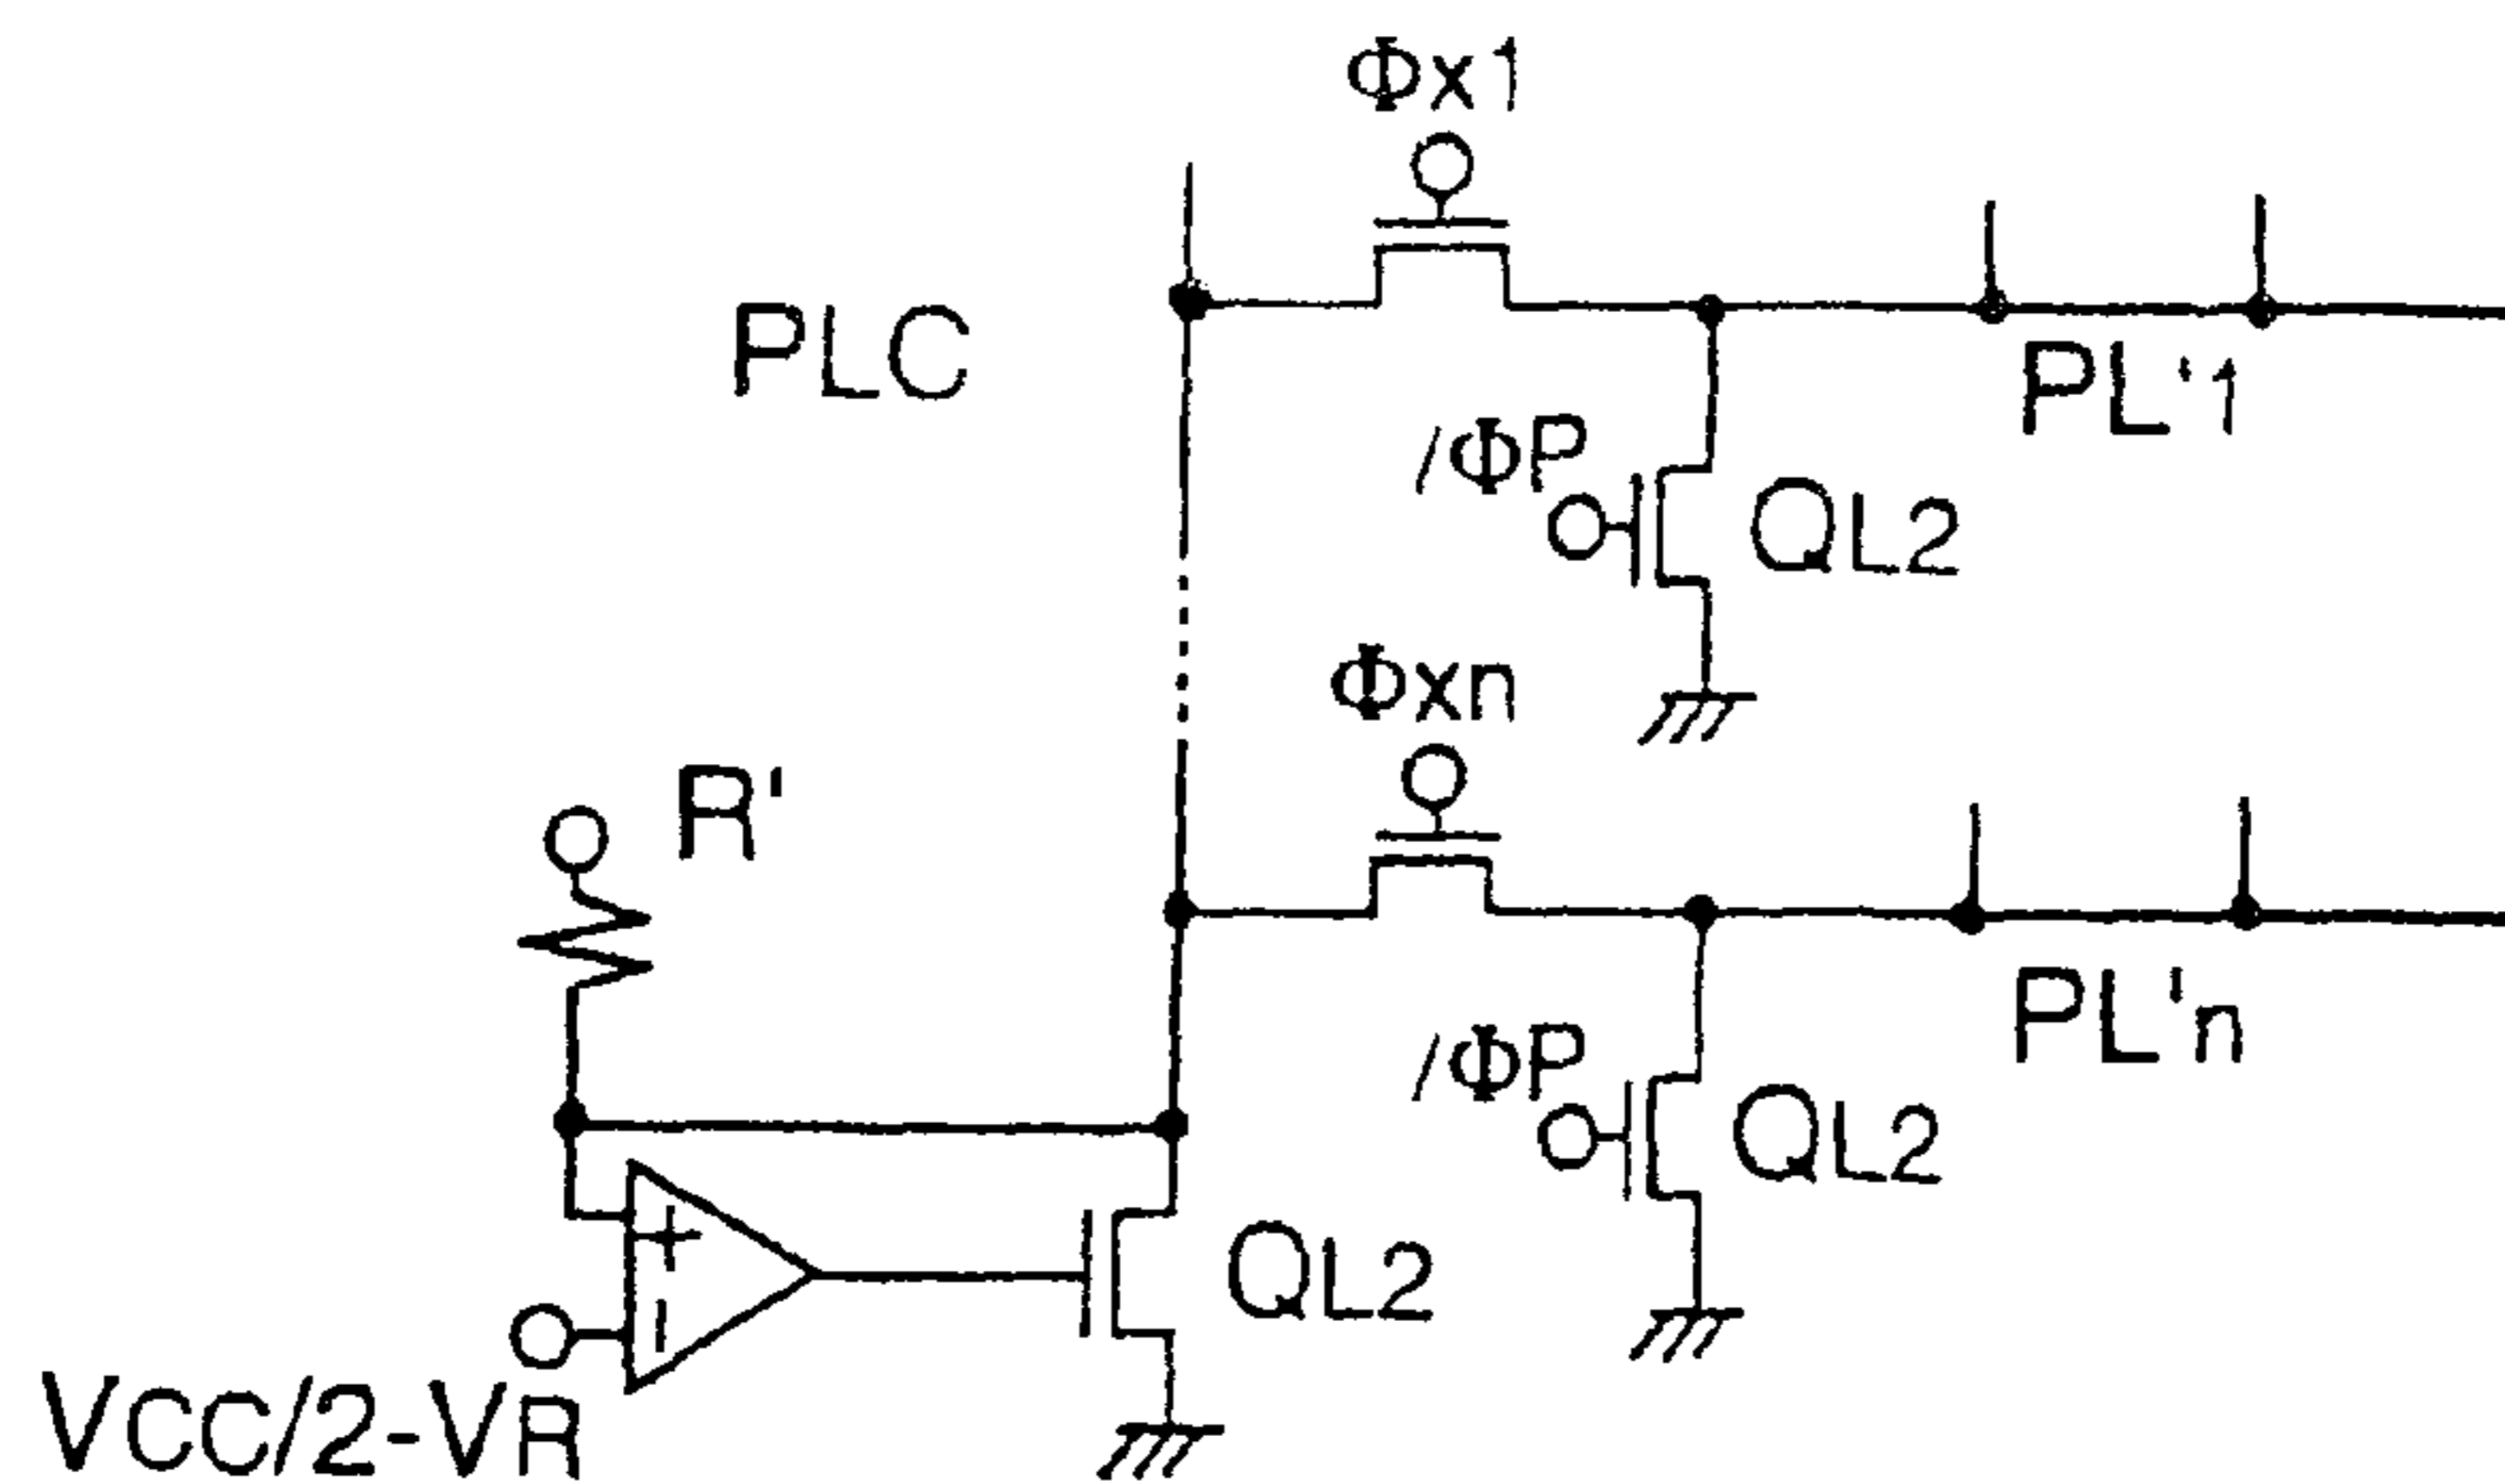 Φx1
PLC
PL'1
/ΦP
QL2
Φxn
R'
PL'n
/ΦP
QL2
+
QL2
-
VCC/2-VR